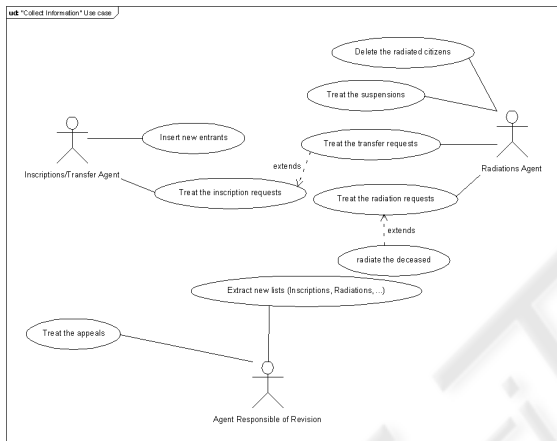 ud: "Collect Information" Use case
Delete the radiated citizens
Treat the suspensions
Insert new entrants
Treat the transfer requests
extends
Inscriptions/Transfer Agent
Radiations Agent
Treat the inscription requests
Treat the radiation requests
extends
radiate the deceased
Extract new lists (Inscriptions, Radiations, ...)
Treat the appeals
Agent Responsible of Revision